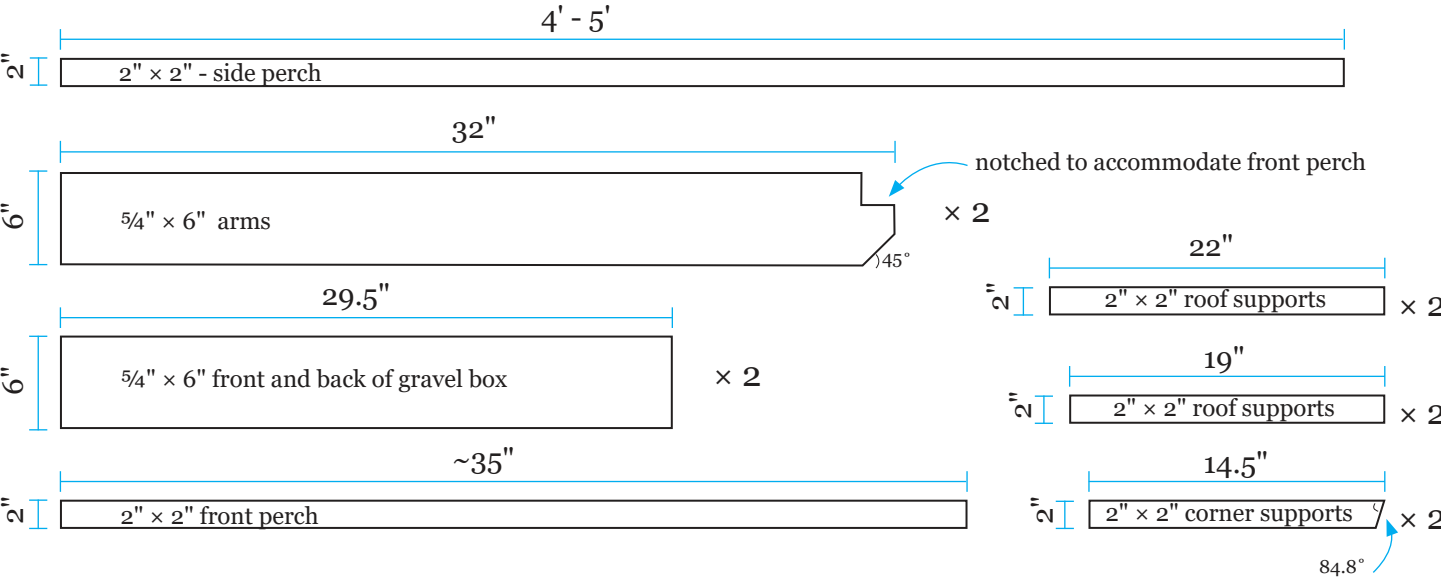 4' - 5'
2"
2" × 2" - side perch
32"
notched to accommodate front perch
6"
⁵⁄₄" × 6" arms
× 2
45°
22"
2"
2" × 2" roof supports
× 2
29.5"
6"
⁵⁄₄" × 6" front and back of gravel box
× 2
19"
2"
2" × 2" roof supports
× 2
~35"
2"
2" × 2" front perch
14.5"
2"
2" × 2" corner supports
× 2
84.8°